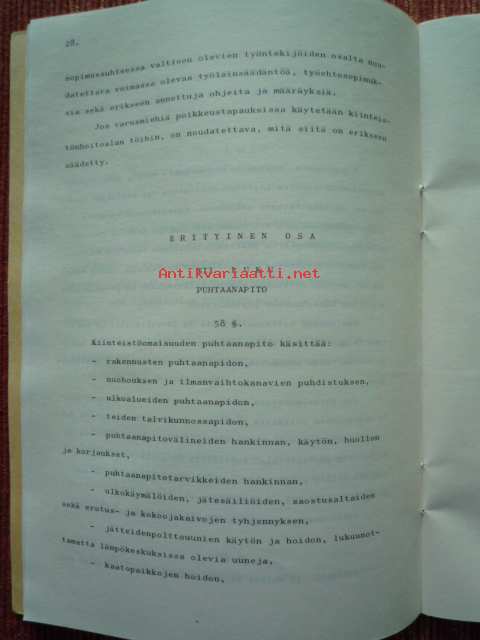 28.
sopimussuhteessa valtioon olevien työntekijöiden osalta nou-
datettava voimassa olevaa työlainsäädäntöä, työehtosopimuk-
sia sekä erikseen annettuja ohjeita ja määräyksiä.
Jos varusmiehiä poikkeustapauksissa käytetään kiinteis-
tönhoitoalan töihin, on noudatettava, mitä siitä on erikseen
säädetty.
ERITYINEN OSA
Antikvariaatti.net
PUHTAANAPITO
58 §.
Kiinteistöomaisuuden puhtaanapito käsittää:
- rakennusten puhtaanapidon,
- nuohouksen ja ilmanvaihtokanavien puhdistuksen,
- ulkoalueiden puhtaanapidon,
- teiden talvikunnossapidon,
- puhtaanapitovälineiden hankinnan, käytön, huollon
ja korjaukset,
- puhtaanapitotarvikkeiden hankinnan,
- ulkokäymälöiden, jätesäiliöiden, saostusaltaiden
sekä erotus- ja kokoojakaivojen tyhjennyksen,
- jätteidenpolttouunien käytön ja hoidon, lukuunot-
tamatta lämpökeskuksissa olevia uuneja,
- kaatopaikkojen hoidon,